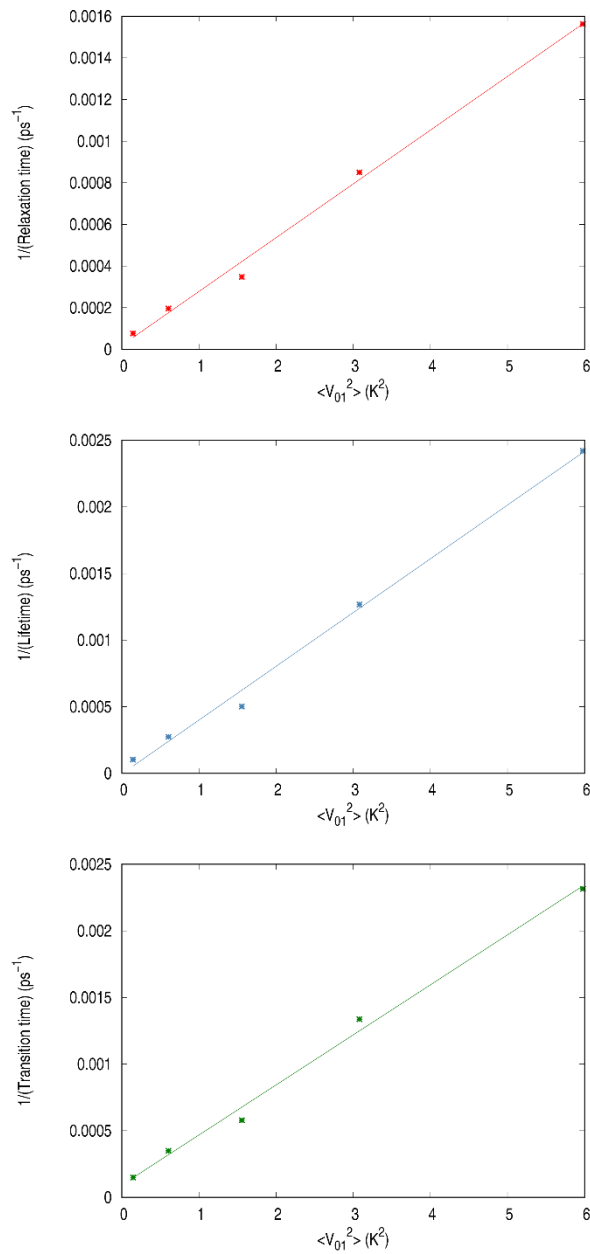 0.0016
0.0014
0.0012
0.001
0.0008
0.0006
0.0004
0.0002
0
1/(Relaxation time) (ps⁻¹)
0 1 2 3 4 5 6
<V₀₁²> (K²)
0.0025
0.002
0.0015
0.001
0.0005
0
1/(Lifetime) (ps⁻¹)
0 1 2 3 4 5 6
<V₀₁²> (K²)
0.0025
0.002
0.0015
0.001
0.0005
0
1/(Transition time) (ps⁻¹)
0 1 2 3 4 5 6
<V₀₁²> (K²)